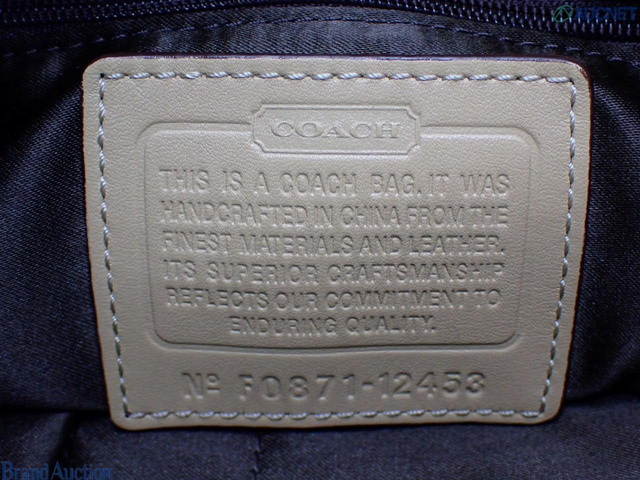 AUCNET
COACH
THIS IS A COACH BAG. IT WAS
HANDCRAFTED IN CHINA FROM THE
FINEST MATERIALS AND LEATHER.
ITS SUPERIOR CRAFTSMANSHIP
REFLECTS OUR COMMITMENT TO
ENDURING QUALITY.
Nº F0871-12453
Brand Auction